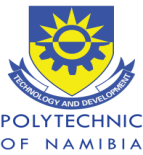 TECHNOLOGY AND DEVELOPMENT
POLYTECHNIC
OF NAMIBIA